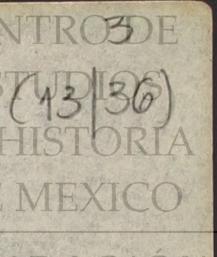 NTRO DE
3
STUDIOS
(13|36)
HISTORIA
MEXICO